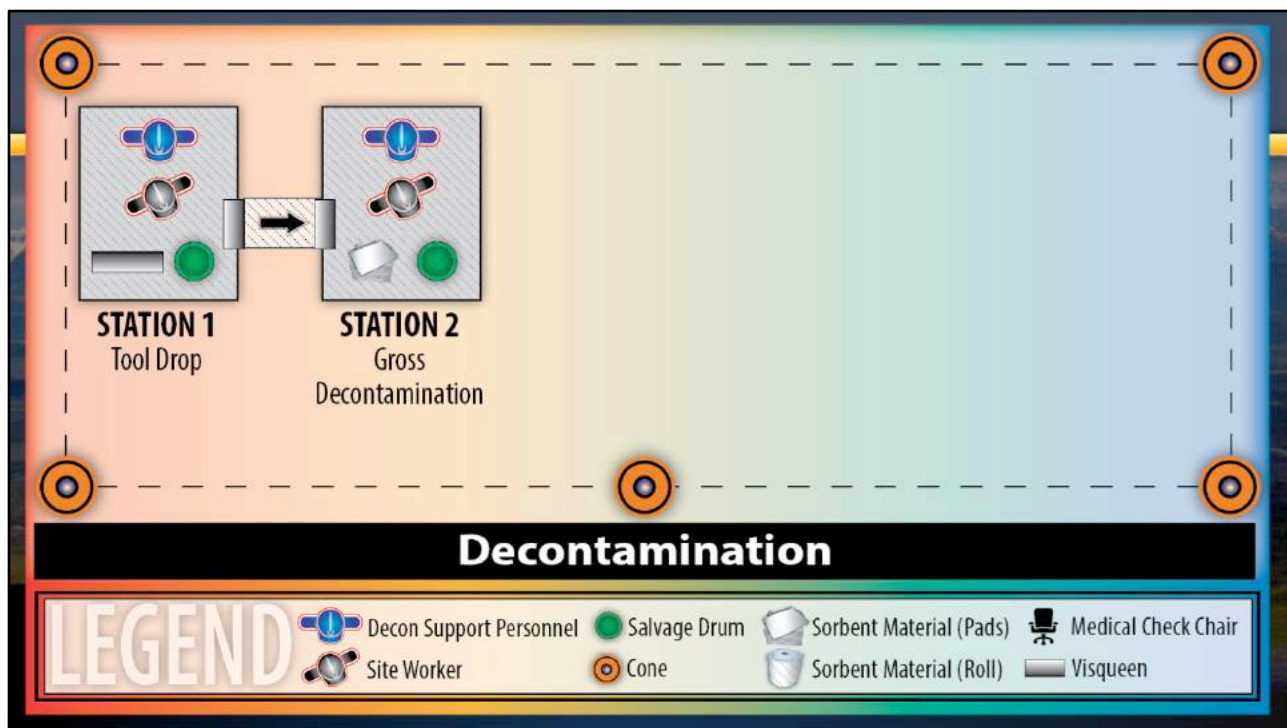 STATION 1
Tool Drop
STATION 2
Gross
Decontamination
Decontamination
LEGEND
Decon Support Personnel
Salvage Drum
Sorbent Material (Pads)
Medical Check Chair
Site Worker
Cone
Sorbent Material (Roll)
Visqueen